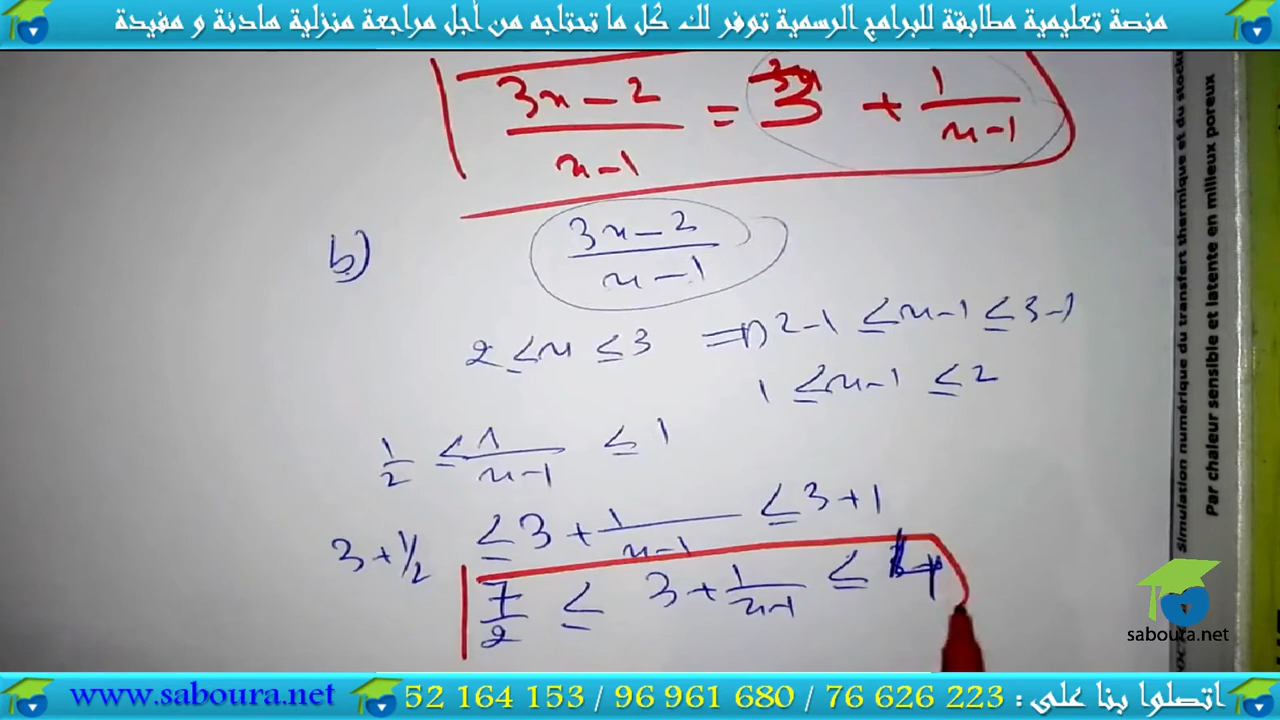 منصة تعليمية مطابقة للبرامج الرسمية توفر لك كل ما تحتاجه من أجل مراجعة منزلية هادئة و مفيدة
(3x-2)/(x-1) = 3 + 1/(x-1)
b) (3x-2)/(x-1)
2 ≤ x ≤ 3 ⇒ 2-1 ≤ x-1 ≤ 3-1
1 ≤ x-1 ≤ 2
1/2 ≤ 1/(x-1) ≤ 1
3+1/2 ≤ 3+1/(x-1) ≤ 3+1
7/2 ≤ 3+1/(x-1) ≤ 4
Simulation numérique du transfert thermique et du stock
Par chaleur sensible et latente en milieux poreux
saboura.net
www.saboura.net
52 164 153 / 96 961 680 / 76 626 223 : اتصلوا بنا على